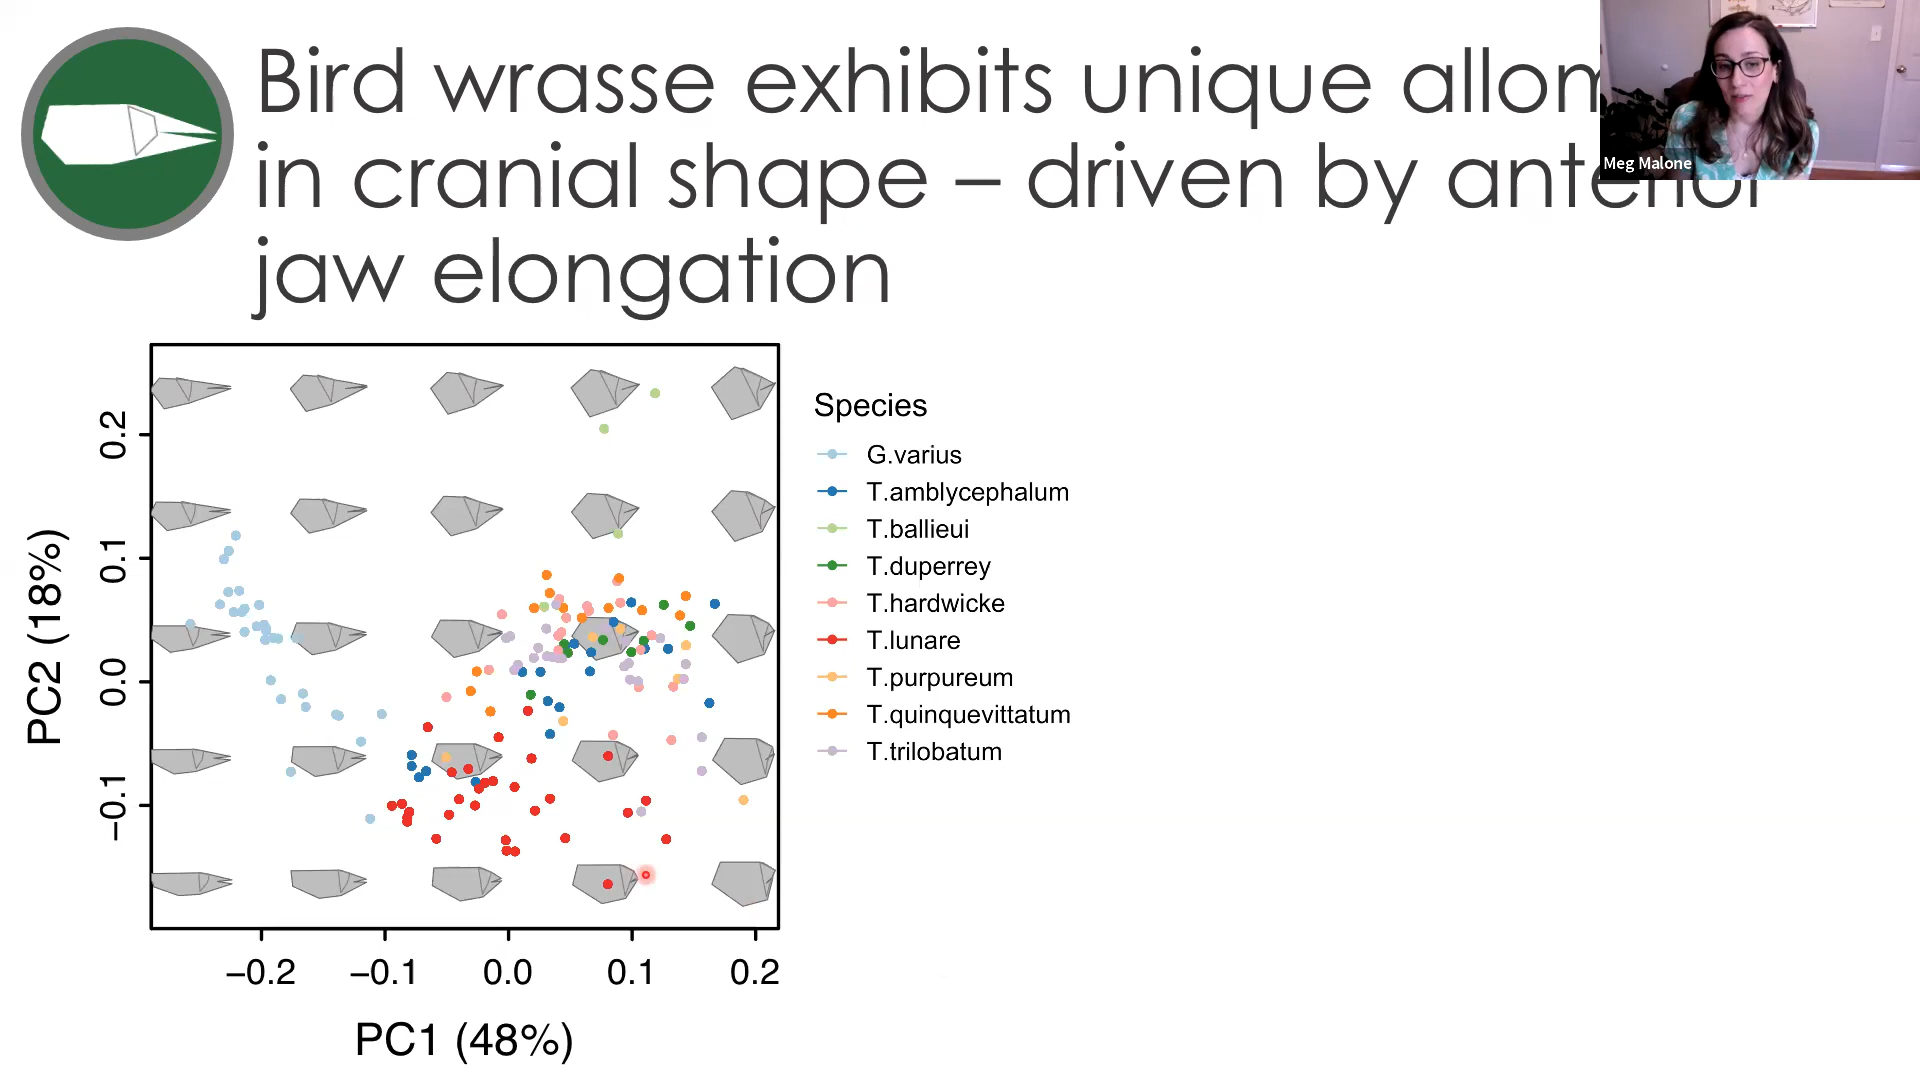 Bird wrasse exhibits unique
in cranial shape – driven by anterior
jaw elongation
Meg Malone
Species
G.varius
T.amblycephalum
T.ballieui
T.duperrey
T.hardwicke
T.lunare
T.purpureum
T.quinquevittatum
T.trilobatum
PC2 (18%)
0.2
0.1
0.0
−0.1
−0.2
−0.1
0.0
0.1
0.2
PC1 (48%)